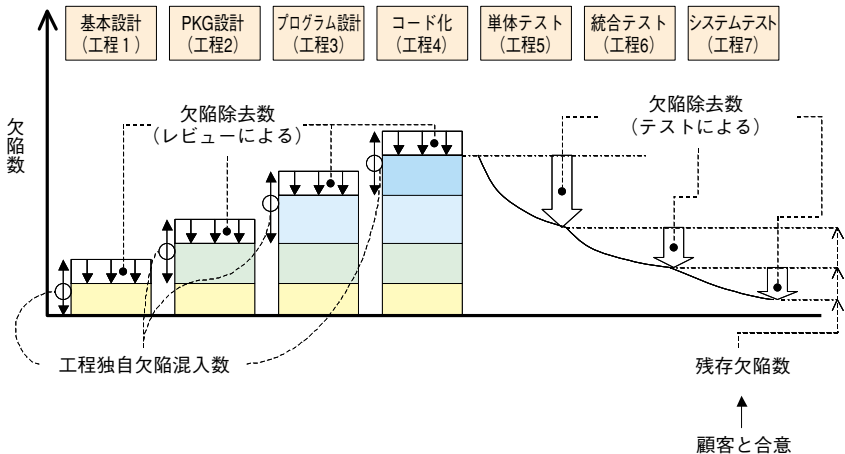 基本設計
（工程１）
PKG設計
（工程2）
プログラム設計
（工程3）
コード化
（工程4）
単体テスト
（工程5）
統合テスト
（工程6）
システムテスト
（工程7）
欠陥数
欠陥除去数
（レビューによる）
欠陥除去数
（テストによる）
工程独自欠陥混入数
残存欠陥数
顧客と合意